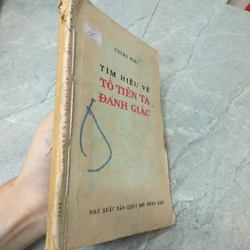 TÌM HIỂU VỀ
TỔ TIÊN TA
ĐÁNH GIẶC
NHÀ XUẤT BẢN QUÂN ĐỘI NHÂN DÂN